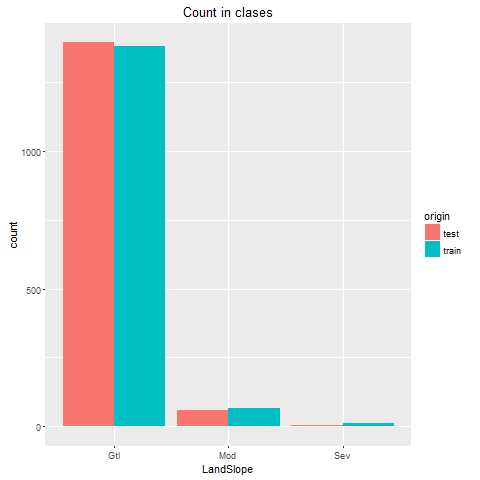 Count in clases
1000
500
0
count
Gtl Mod Sev
LandSlope
origin
test
train